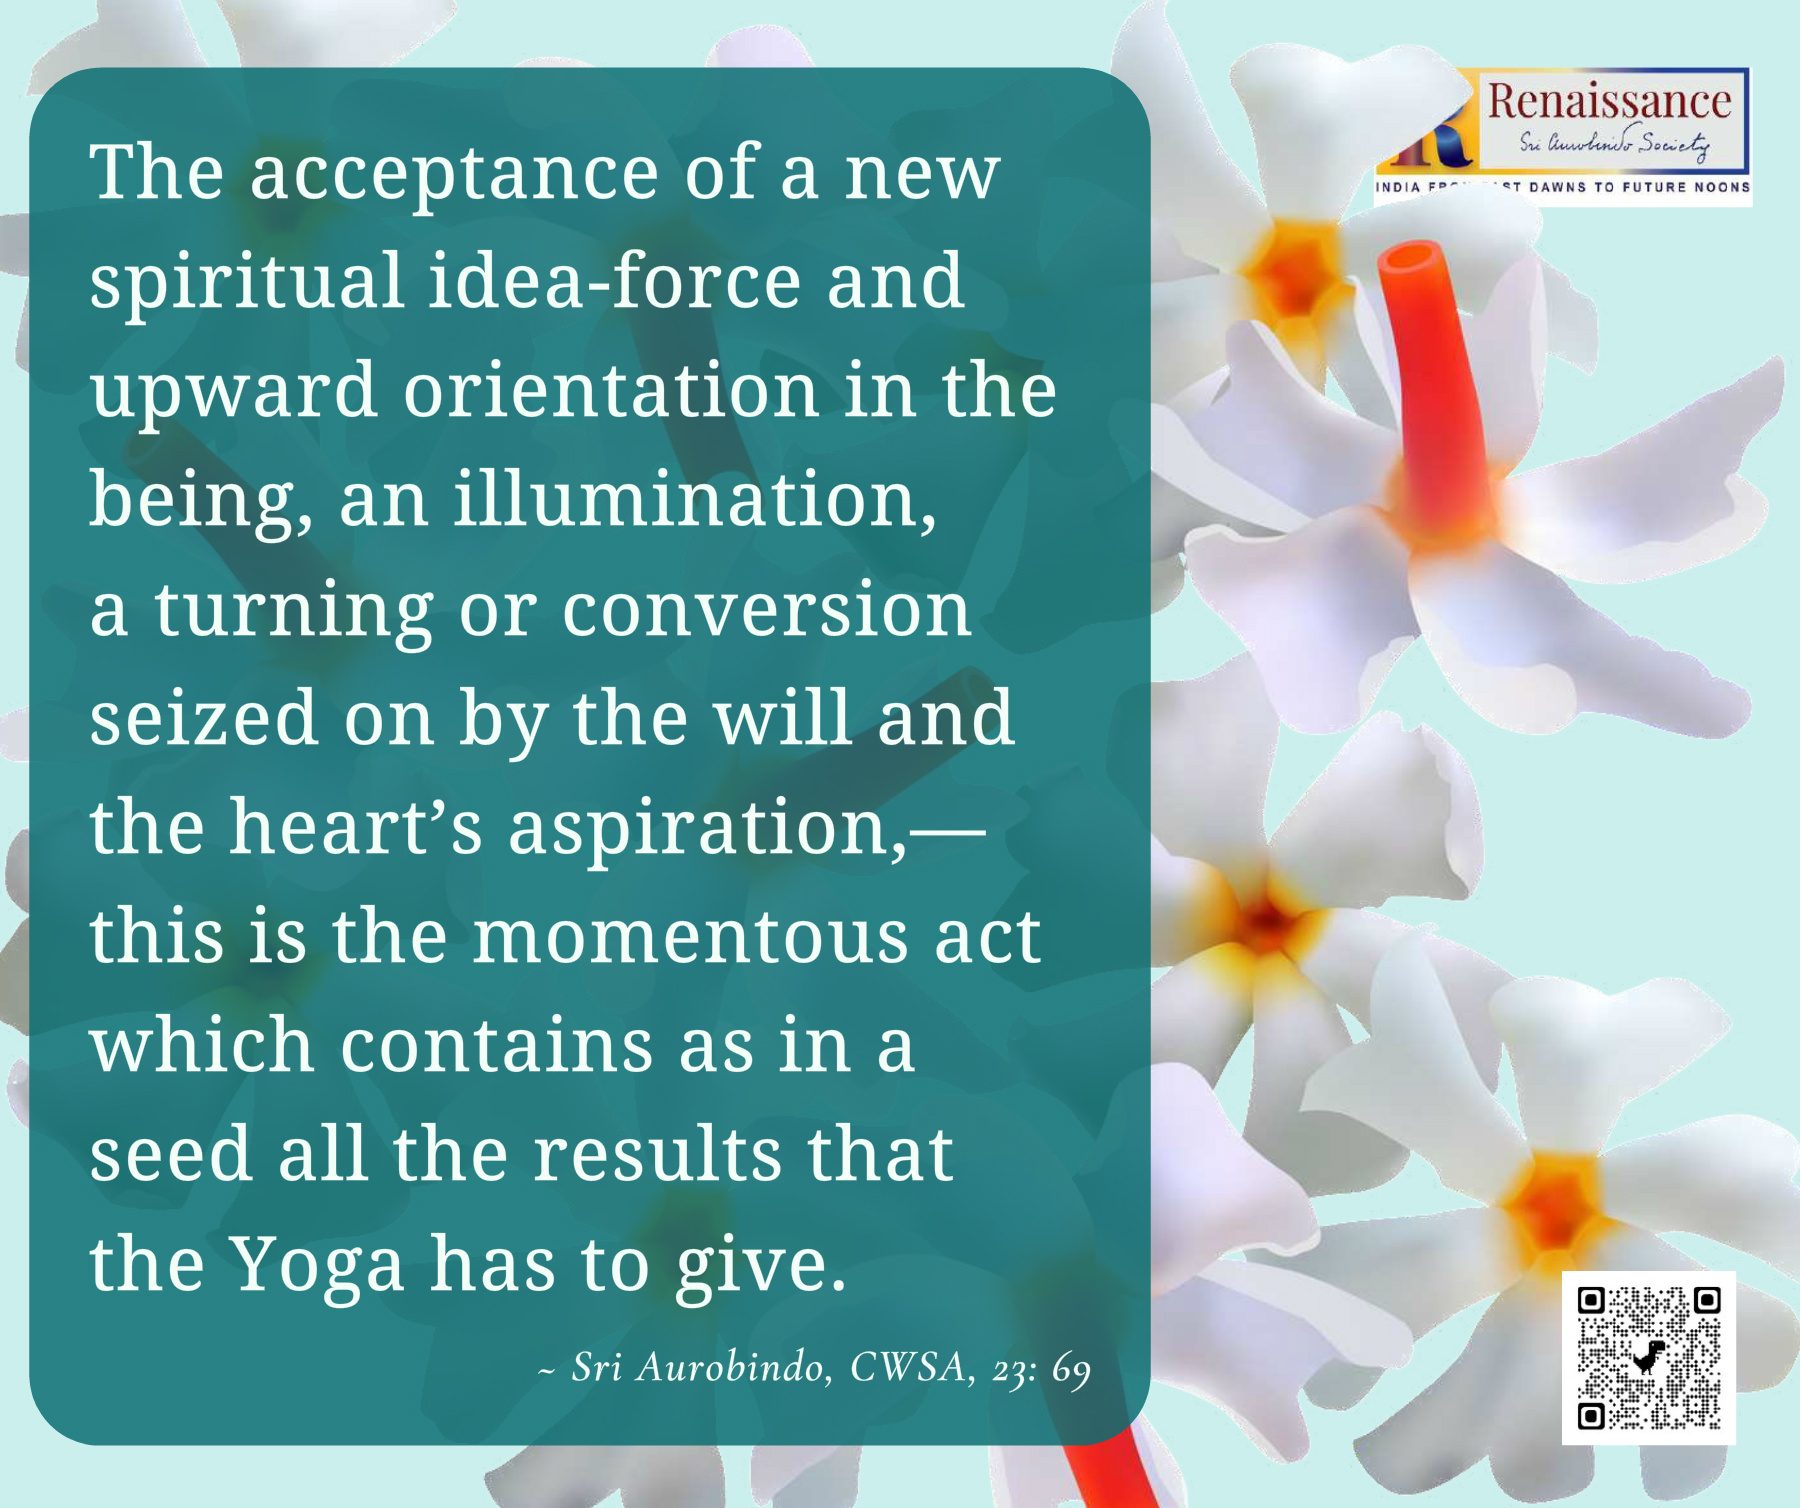 The acceptance of a new
spiritual idea-force and
upward orientation in the
being, an illumination,
a turning or conversion
seized on by the will and
the heart’s aspiration,—
this is the momentous act
which contains as in a
seed all the results that
the Yoga has to give.
~ Sri Aurobindo, CWSA, 23: 69
R
Renaissance
Sri Aurobindo Society
INDIA DAWNS TO FUTURE NOONS